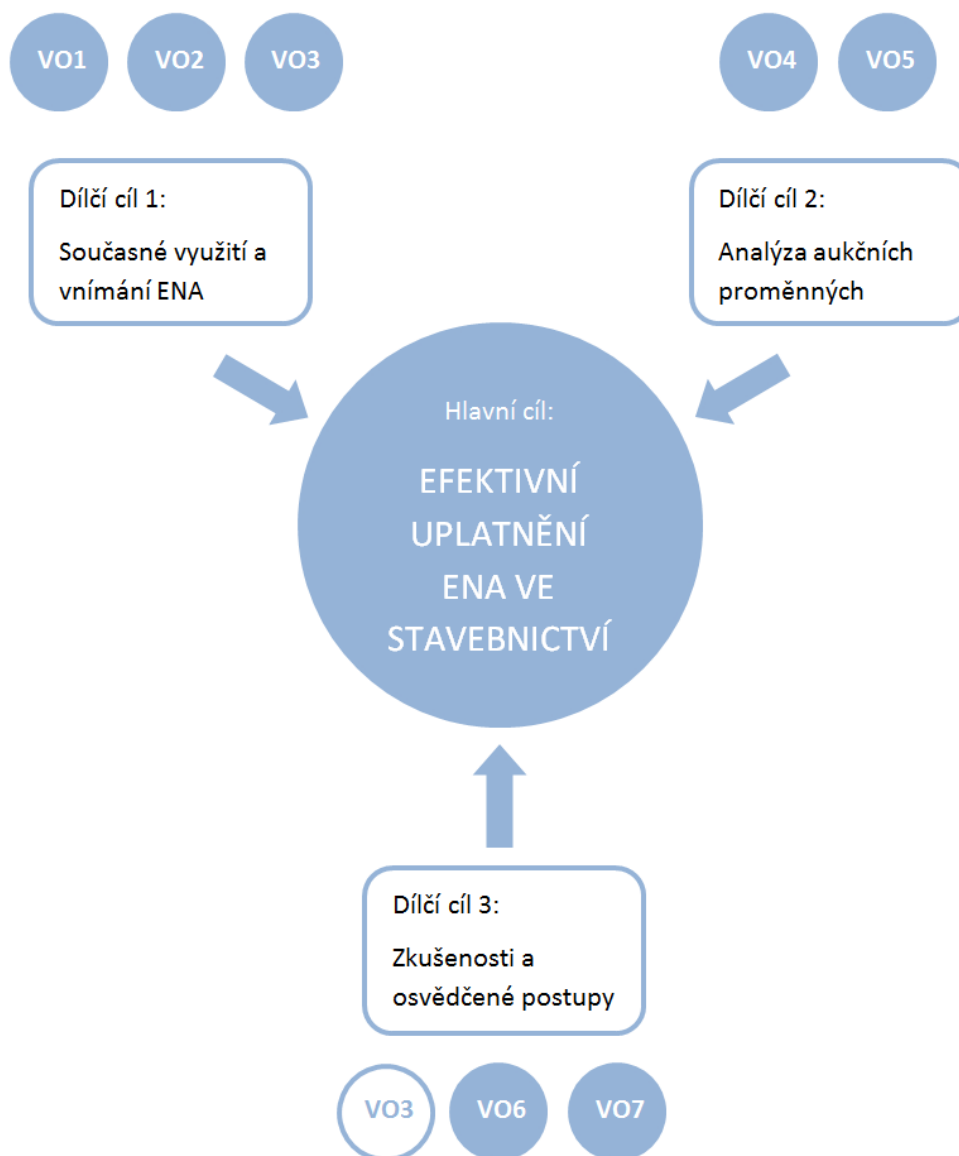 VO1 VO2 VO3
VO4 VO5
Dílčí cíl 1:
Současné využití a
vnímání ENA
Dílčí cíl 2:
Analýza aukčních
proměnných
Hlavní cíl:
EFEKTIVNÍ
UPLATNĚNÍ
ENA VE
STAVEBNICTVÍ
Dílčí cíl 3:
Zkušenosti a
osvědčené postupy
VO3 VO6 VO7